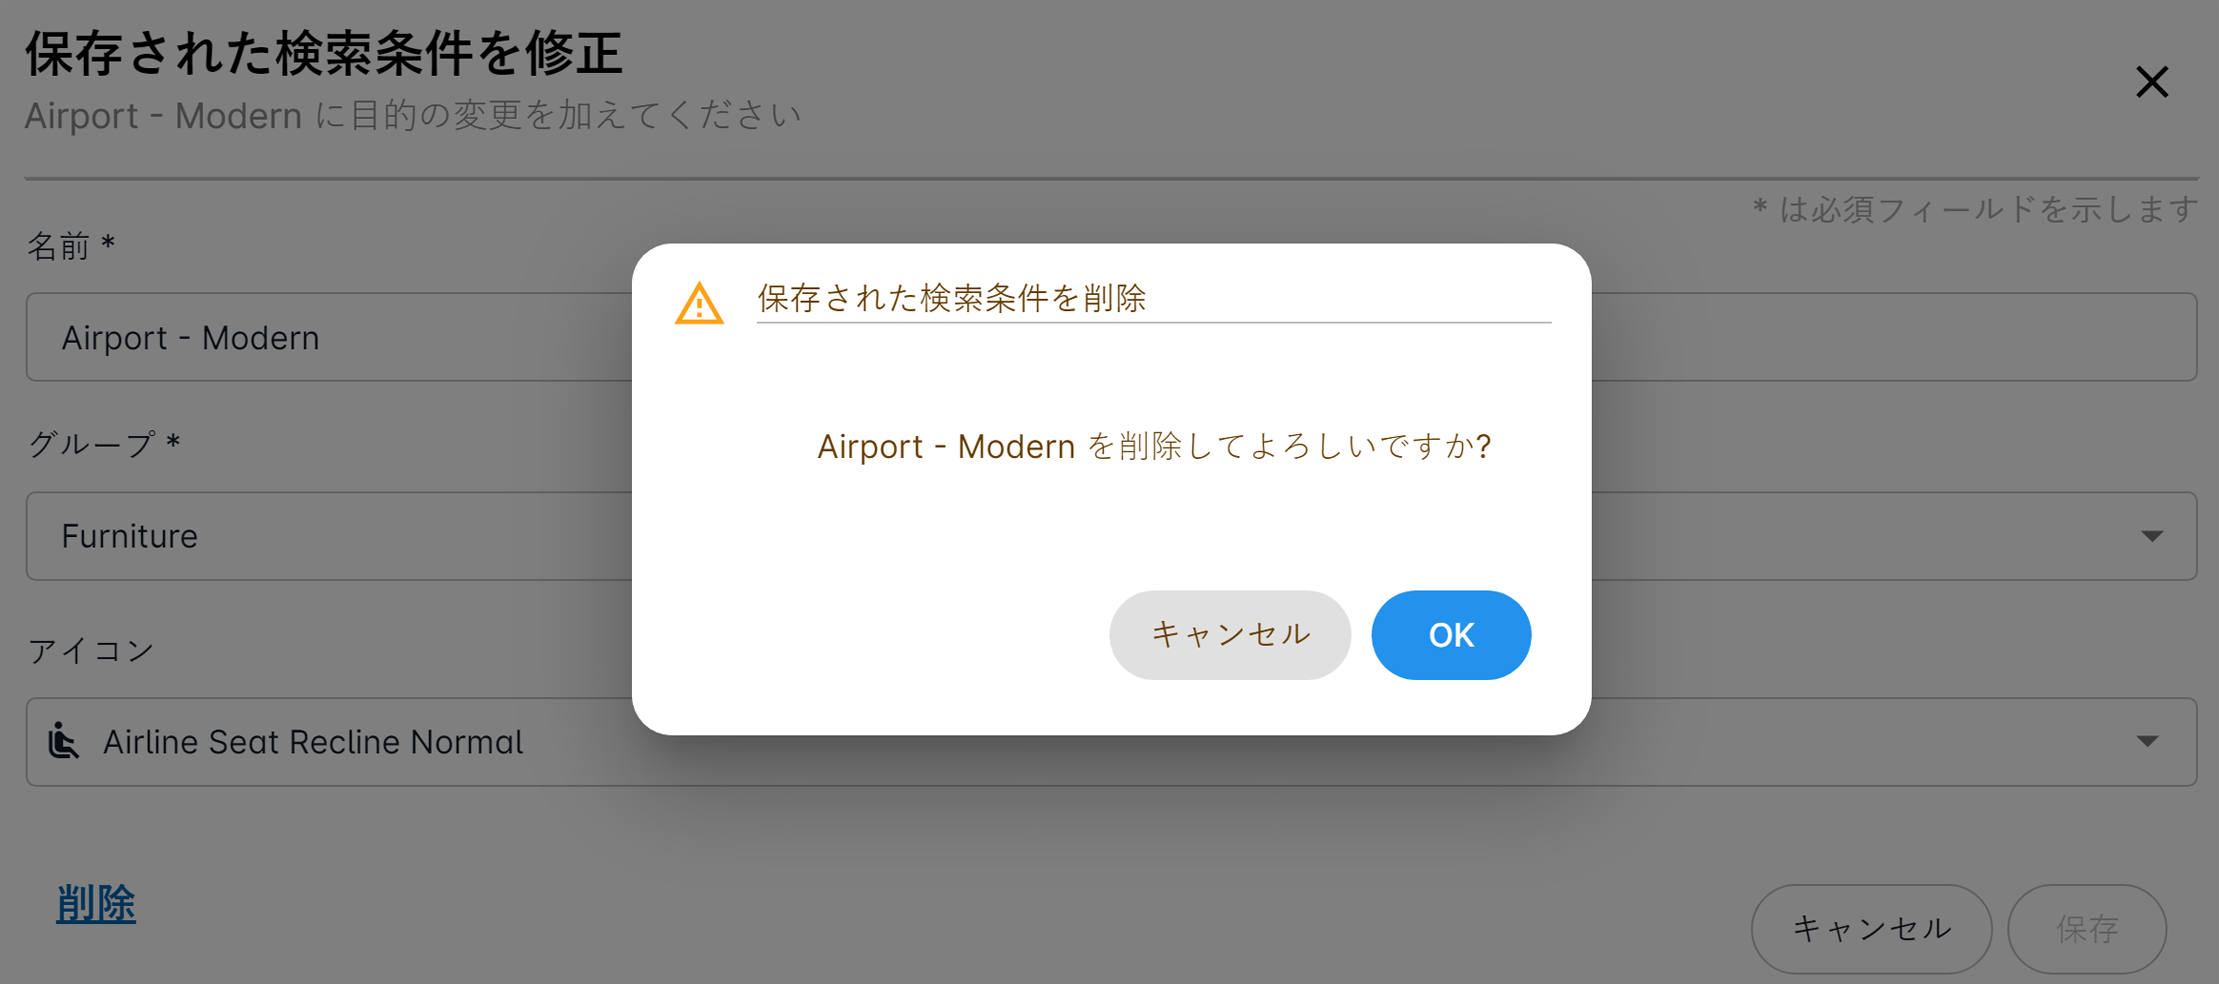 保存された検索条件を修正
Airport - Modern に目的の変更を加えてください
* は必須フィールドを示します
名前 *
Airport - Modern
グループ *
Furniture
アイコン
Airline Seat Recline Normal
保存された検索条件を削除
Airport - Modern を削除してよろしいですか?
キャンセル
OK
削除
キャンセル
保存